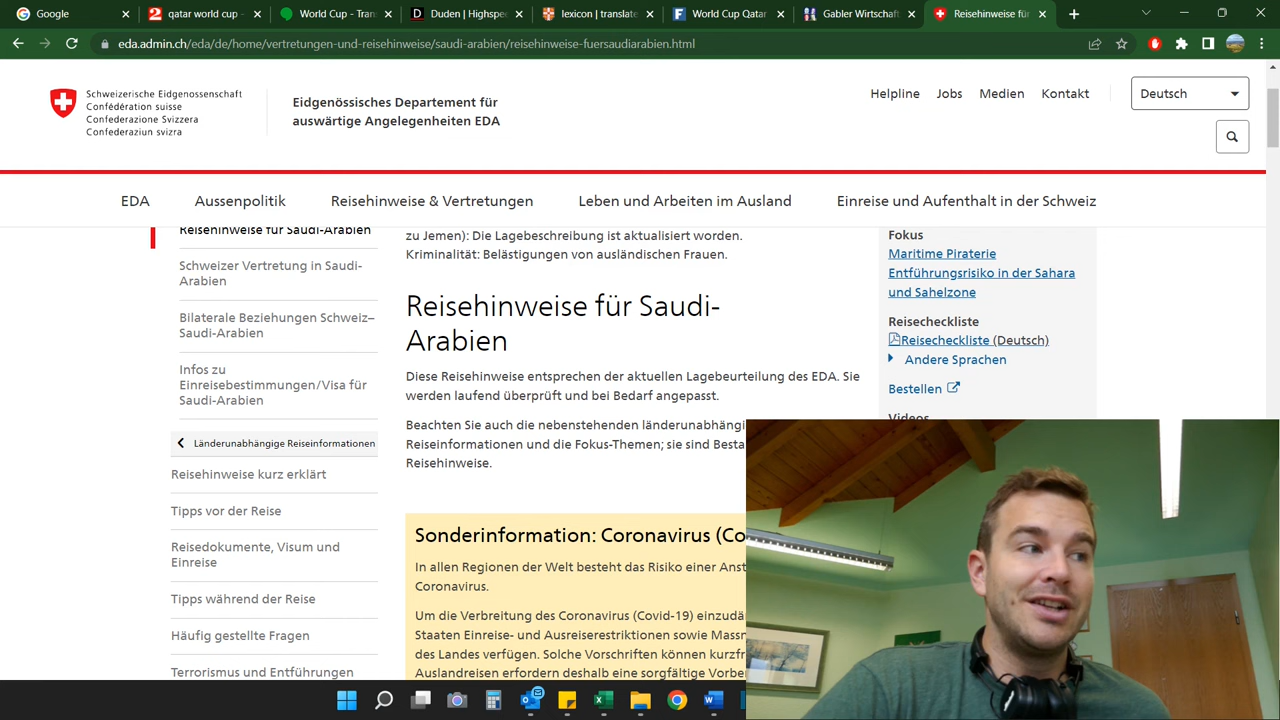 Google
qatar world cup –
World Cup - Tran
Duden | Highspee
lexicon | translate
World Cup Qatar
Gabler Wirtschaft
Reisehinweise für
eda.admin.ch/eda/de/home/vertretungen-und-reisehinweise/saudi-arabien/reisehinweise-fuersaudiarabien.html
Schweizerische Eidgenossenschaft
Confédération suisse
Confederazione Svizzera
Confederaziun svizra
Eidgenössisches Departement für
auswärtige Angelegenheiten EDA
Helpline
Jobs
Medien
Kontakt
Deutsch
EDA
Aussenpolitik
Reisehinweise & Vertretungen
Leben und Arbeiten im Ausland
Einreise und Aufenthalt in der Schweiz
Reisehinweise für Saudi-Arabien
Schweizer Vertretung in Saudi-
Arabien
Bilaterale Beziehungen Schweiz–
Saudi-Arabien
Infos zu
Einreisebestimmungen/Visa für
Saudi-Arabien
Länderunabhängige Reiseinformationen
Reisehinweise kurz erklärt
Tipps vor der Reise
Reisedokumente, Visum und
Einreise
Tipps während der Reise
Häufig gestellte Fragen
Terrorismus und Entführungen
zu Jemen): Die Lagebeschreibung ist aktualisiert worden.
Kriminalität: Belästigungen von ausländischen Frauen.
Reisehinweise für Saudi-
Arabien
Diese Reisehinweise entsprechen der aktuellen Lagebeurteilung des EDA. Sie
werden laufend überprüft und bei Bedarf angepasst.
Beachten Sie auch die nebenstehenden länderunabhängi
Reiseinformationen und die Fokus-Themen; sie sind Besta
Reisehinweise.
Sonderinformation: Coronavirus (Co
In allen Regionen der Welt besteht das Risiko einer Anst
Coronavirus.
Um die Verbreitung des Coronavirus (Covid-19) einzudä
Staaten Einreise- und Ausreiserestriktionen sowie Massn
des Landes verfügen. Solche Vorschriften können kurzfr
Auslandreisen erfordern deshalb eine sorgfältige Vorber
Fokus
Maritime Piraterie
Entführungsrisiko in der Sahara
und Sahelzone
Reisecheckliste
Reisecheckliste (Deutsch)
Andere Sprachen
Bestellen
Videos